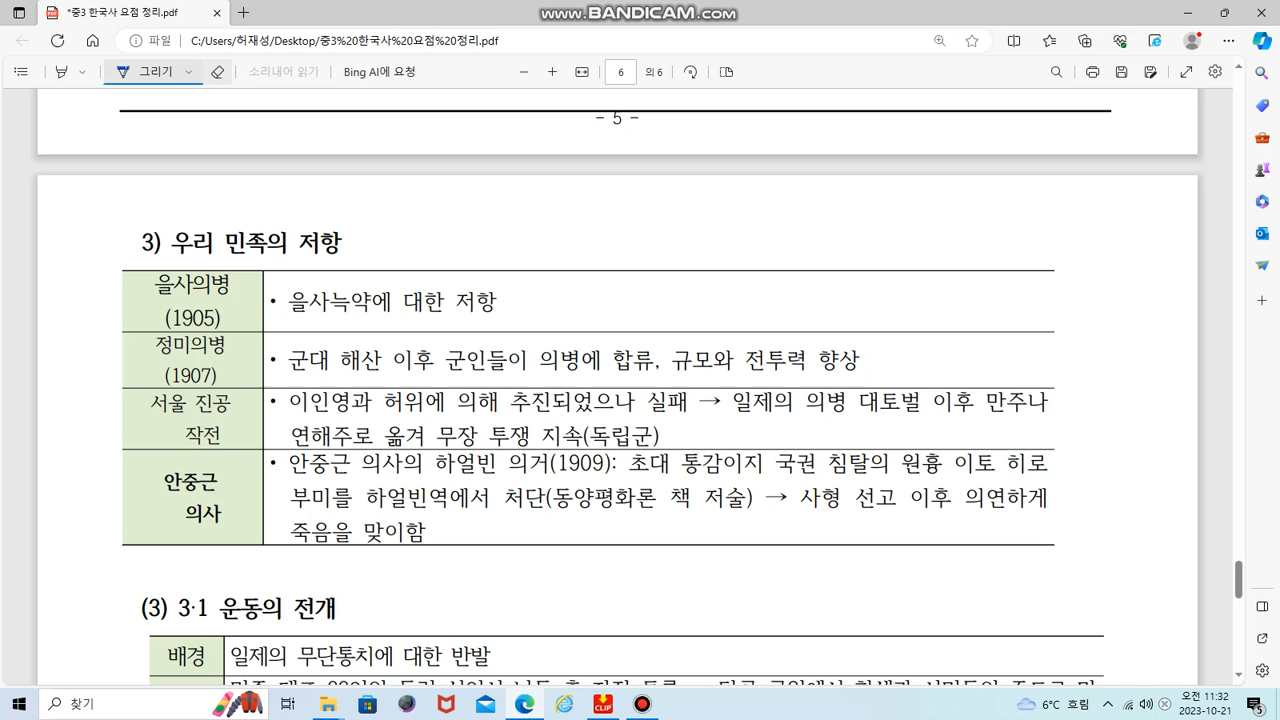 *중3 한국사 요점 정리.pdf
www.BANDICAM.com
파일 C:/Users/허재성/Desktop/중3%20한국사%20요점%20정리.pdf
그리기 소리내어 읽기 Bing AI에 요청 6 의 6
- 5 -
3) 우리 민족의 저항
을사의병
(1905)
• 을사늑약에 대한 저항
정미의병
(1907)
• 군대 해산 이후 군인들이 의병에 합류, 규모와 전투력 향상
서울 진공
작전
• 이인영과 허위에 의해 추진되었으나 실패 → 일제의 의병 대토벌 이후 만주나
연해주로 옮겨 무장 투쟁 지속(독립군)
안중근
의사
• 안중근 의사의 하얼빈 의거(1909): 초대 통감이지 국권 침탈의 원흉 이토 히로
부미를 하얼빈역에서 처단(동양평화론 책 저술) → 사형 선고 이후 의연하게
죽음을 맞이함
(3) 3·1 운동의 전개
배경 일제의 무단통치에 대한 반발
찾기
CLIP
6°C 흐림
오전 11:32
2023-10-21
5